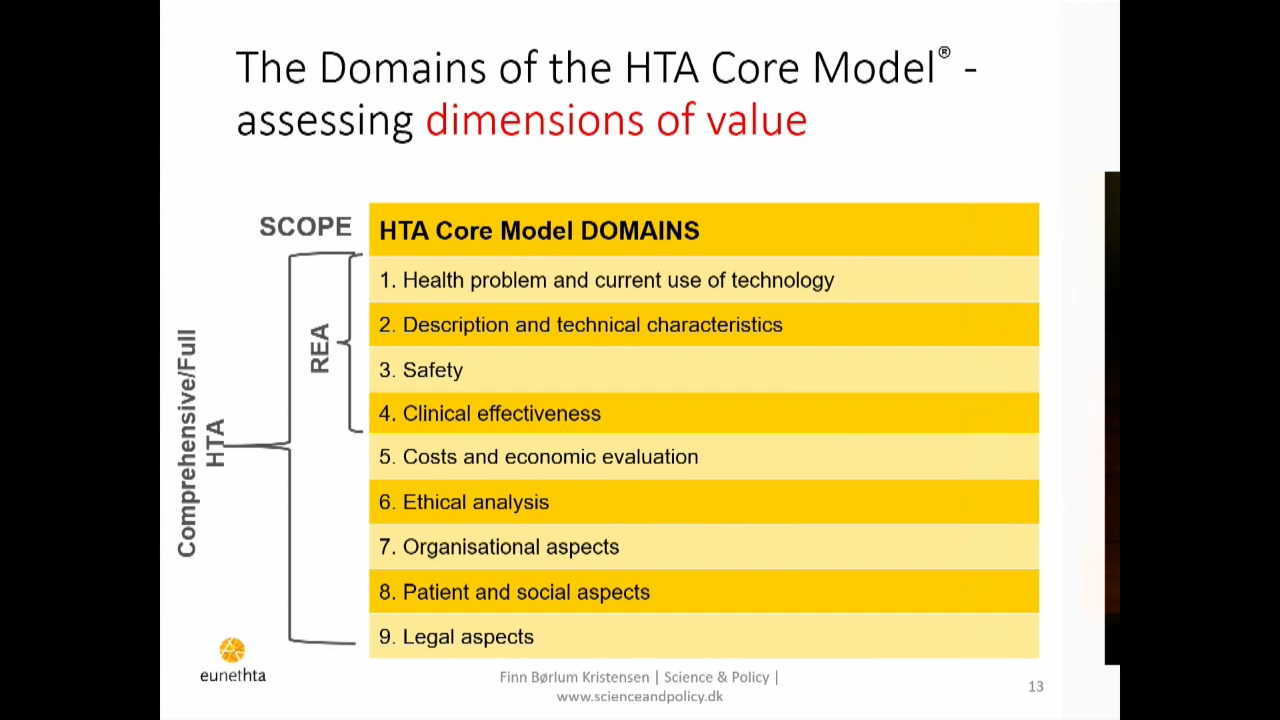 The Domains of the HTA Core Model® -
assessing dimensions of value
SCOPE
HTA Core Model DOMAINS
Comprehensive/Full
HTA
REA
1. Health problem and current use of technology
2. Description and technical characteristics
3. Safety
4. Clinical effectiveness
5. Costs and economic evaluation
6. Ethical analysis
7. Organisational aspects
8. Patient and social aspects
9. Legal aspects
eunethta
Finn Børlum Kristensen | Science & Policy |
www.scienceandpolicy.dk
13